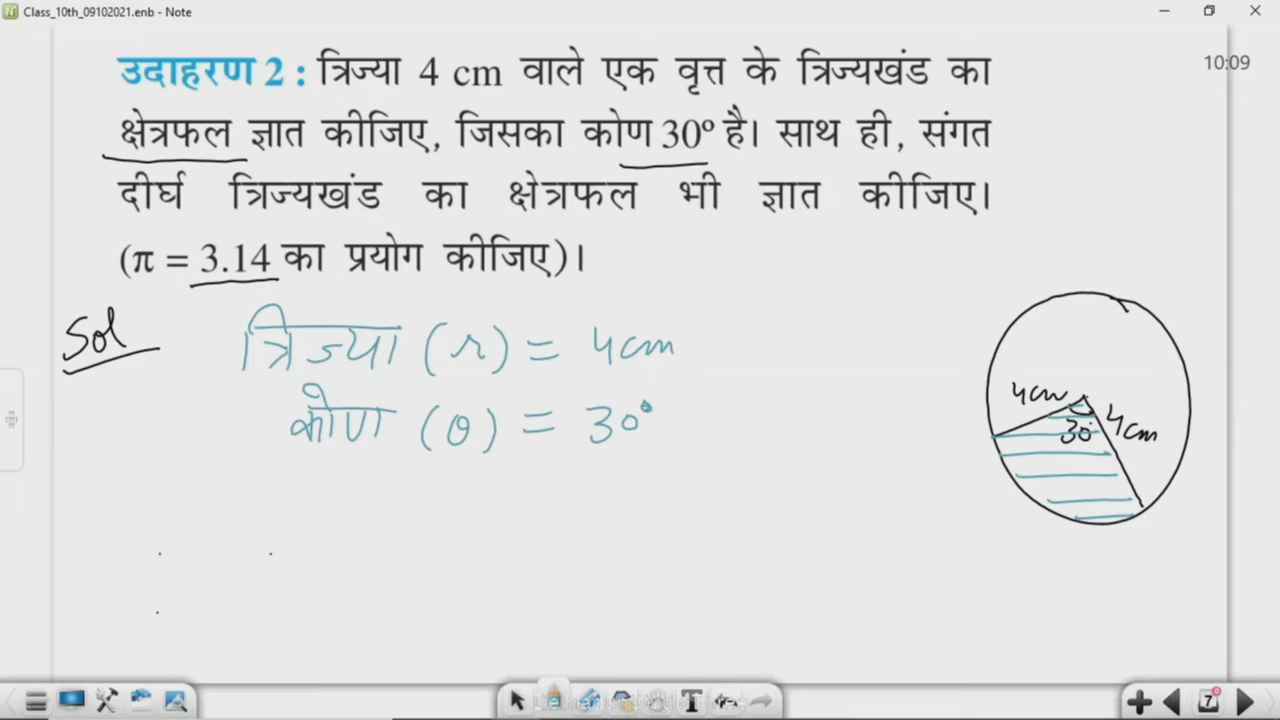 Class_10th_09102021.enb - Note
उदाहरण 2 : त्रिज्या 4 cm वाले एक वृत्त के त्रिज्यखंड का
10:09
क्षेत्रफल ज्ञात कीजिए, जिसका कोण 30° है। साथ ही, संगत
दीर्घ त्रिज्यखंड का क्षेत्रफल भी ज्ञात कीजिए।
(π = 3.14 का प्रयोग कीजिए)।
Sol
त्रिज्या (r) = 4cm
कोण (θ) = 30°
4cm
4cm
30°
T
7